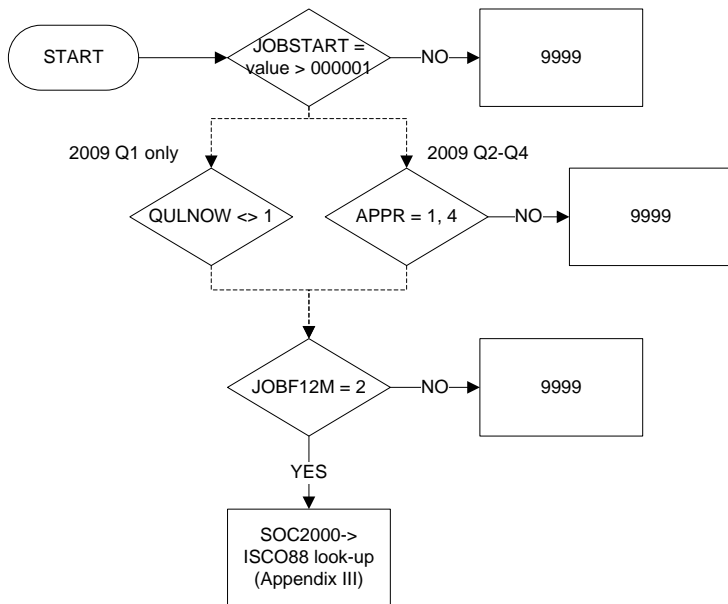 START
JOBSTART =
value > 000001
NO
9999
2009 Q1 only
2009 Q2-Q4
QULNOW <> 1
APPR = 1, 4
NO
9999
JOBF12M = 2
NO
9999
YES
SOC2000->
ISCO88 look-up
(Appendix III)